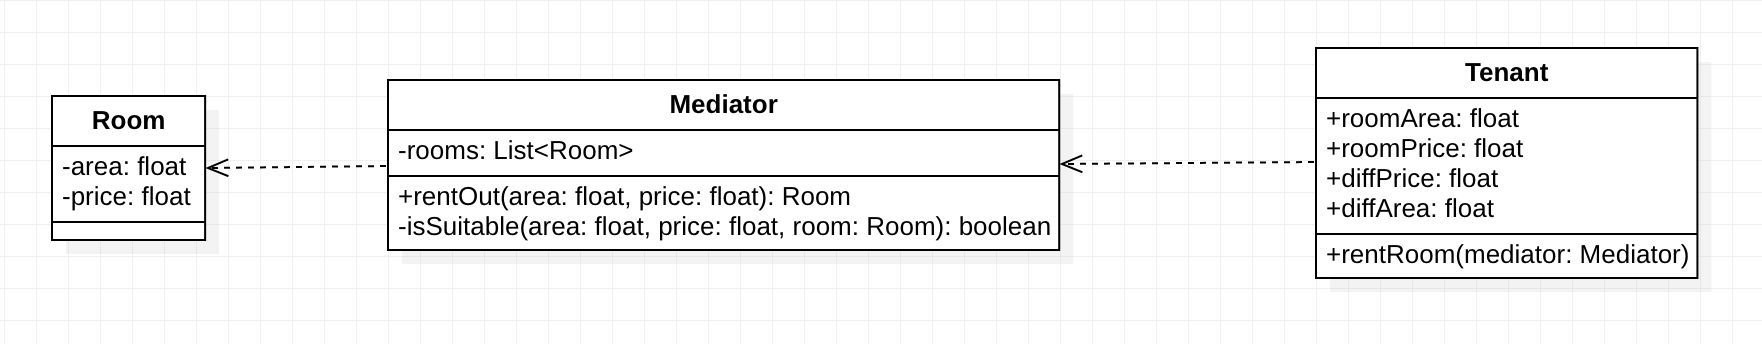 Room
-area: float
-price: float
Mediator
-rooms: List<Room>
+rentOut(area: float, price: float): Room
-isSuitable(area: float, price: float, room: Room): boolean
Tenant
+roomArea: float
+roomPrice: float
+diffPrice: float
+diffArea: float
+rentRoom(mediator: Mediator)